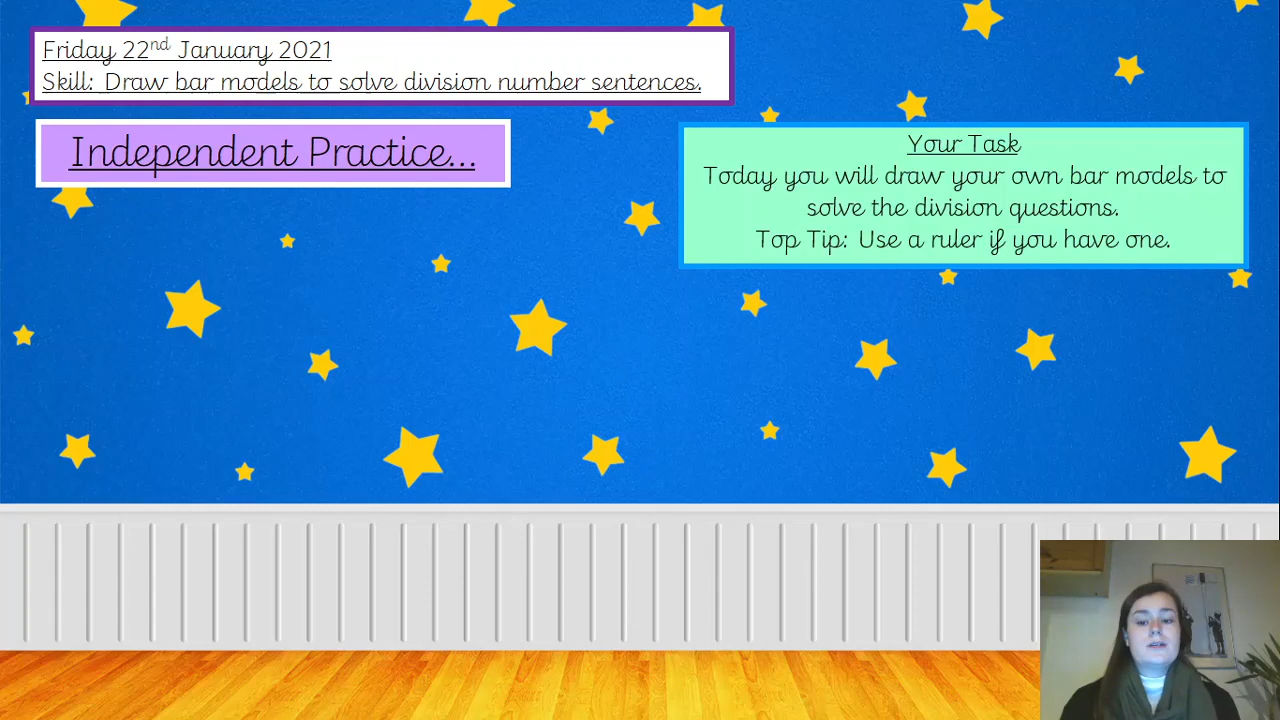 Friday 22nd January 2021
Skill: Draw bar models to solve division number sentences.
Independent Practice...
Your Task
Today you will draw your own bar models to
solve the division questions.
Top Tip: Use a ruler if you have one.